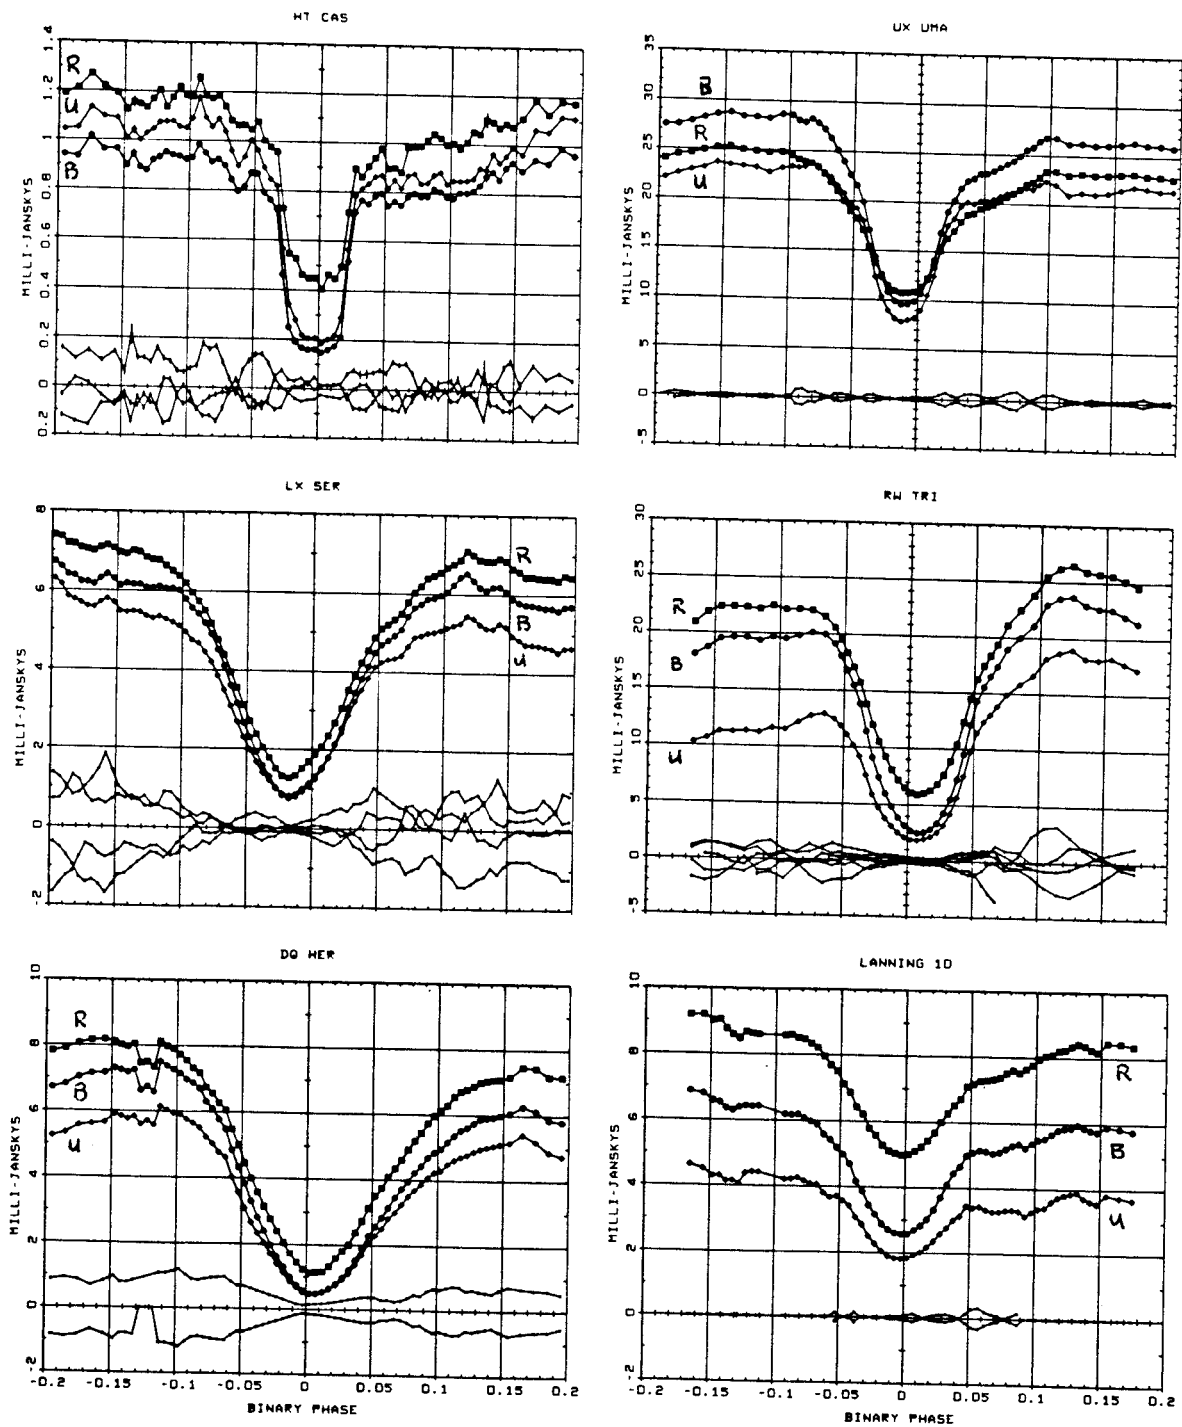 HT CAS
1.4
1.2
1
0.8
0.6
0.4
0.2
0
0.2
MILLI-JANSKYS
R
U
B
UX UMA
35
30
25
20
15
10
5
0
-5
MILLI-JANSKYS
B
R
U
LX SER
8
6
4
2
0
-2
MILLI-JANSKYS
R
B
U
RW TRI
30
25
20
15
10
5
0
-5
MILLI-JANSKYS
R
B
U
DQ HER
10
8
6
4
2
0
-2
MILLI-JANSKYS
R
B
U
-0.2 -0.15 -0.1 -0.05 0 0.05 0.1 0.15 0.2
BINARY PHASE
LANNING 10
10
8
6
4
2
0
-2
MILLI-JANSKYS
R
B
U
-0.2 -0.15 -0.1 -0.05 0 0.05 0.1 0.15 0.2
BINARY PHASE